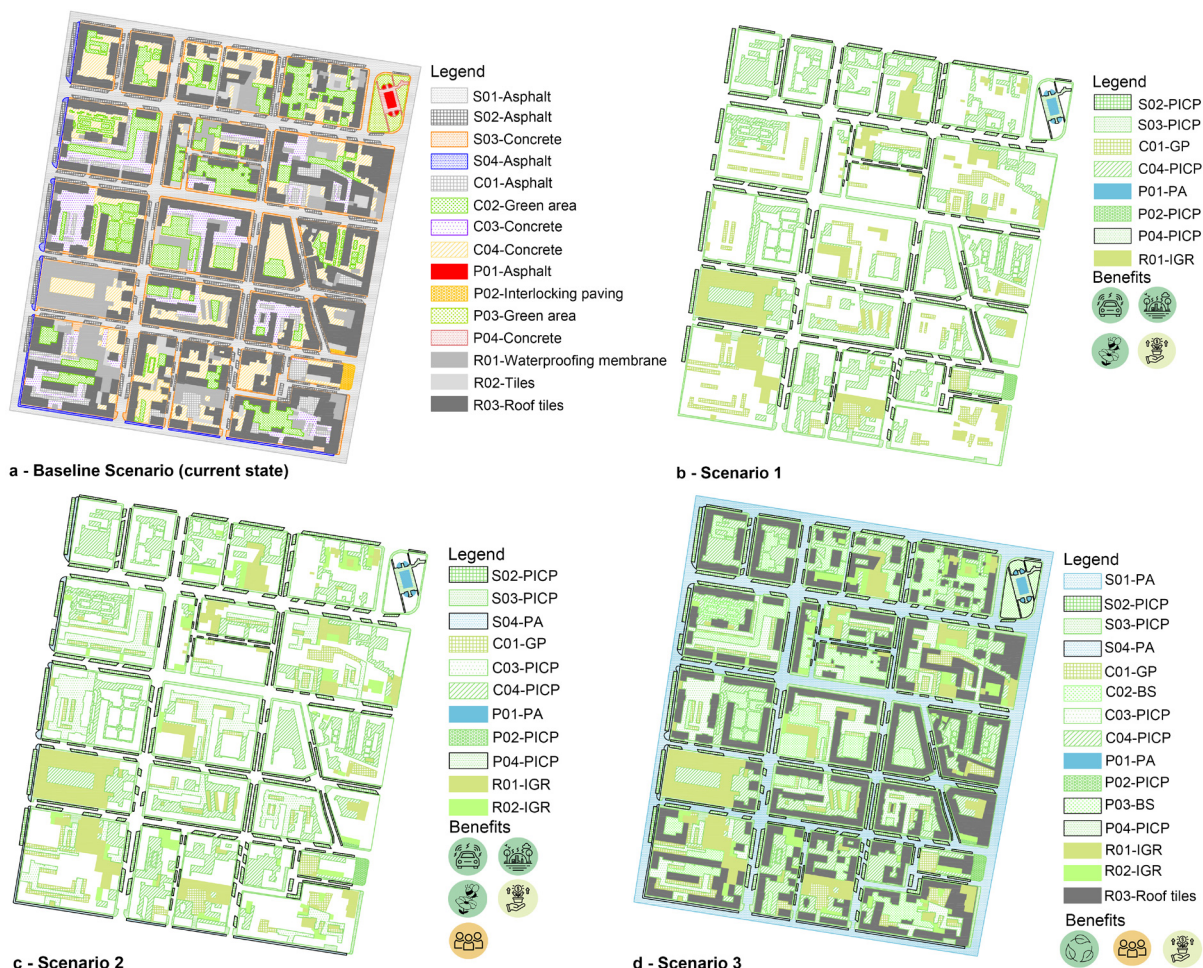 Legend
S01-Asphalt
S02-Asphalt
S03-Concrete
S04-Asphalt
C01-Asphalt
C02-Green area
C03-Concrete
C04-Concrete
P01-Asphalt
P02-Interlocking paving
P03-Green area
P04-Concrete
R01-Waterproofing membrane
R02-Tiles
R03-Roof tiles
a - Baseline Scenario (current state)
Legend
S02-PICP
S03-PICP
C01-GP
C04-PICP
P01-PA
P02-PICP
P04-PICP
R01-IGR
Benefits
b - Scenario 1
Legend
S02-PICP
S03-PICP
S04-PA
C01-GP
C03-PICP
C04-PICP
P01-PA
P02-PICP
P04-PICP
R01-IGR
R02-IGR
Benefits
c - Scenario 2
Legend
S01-PA
S02-PICP
S03-PICP
S04-PA
C01-GP
C02-BS
C03-PICP
C04-PICP
P01-PA
P02-PICP
P03-BS
P04-PICP
R01-IGR
R02-IGR
R03-Roof tiles
Benefits
d - Scenario 3